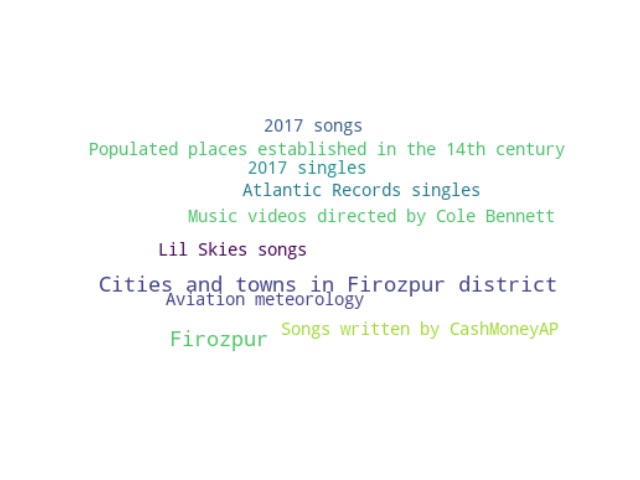 2017 songs
Populated places established in the 14th century
2017 singles
Atlantic Records singles
Music videos directed by Cole Bennett
Lil Skies songs
Cities and towns in Firozpur district
Aviation meteorology
Songs written by CashMoneyAP
Firozpur